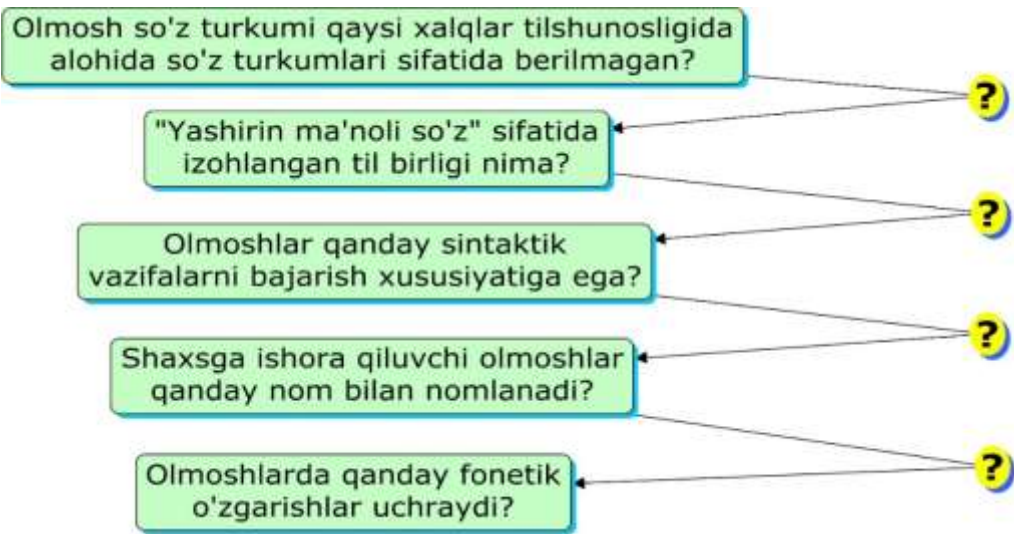 Olmosh so'z turkumi qaysi xalqlar tilshunosligida
alohida so'z turkumlari sifatida berilmagan?
?
"Yashirin ma'noli so'z" sifatida
izohlangan til birligi nima?
?
Olmoshlar qanday sintaktik
vazifalarni bajarish xususiyatiga ega?
?
Shaxsga ishora qiluvchi olmoshlar
qanday nom bilan nomlanadi?
?
Olmoshlarda qanday fonetik
o'zgarishlar uchraydi?